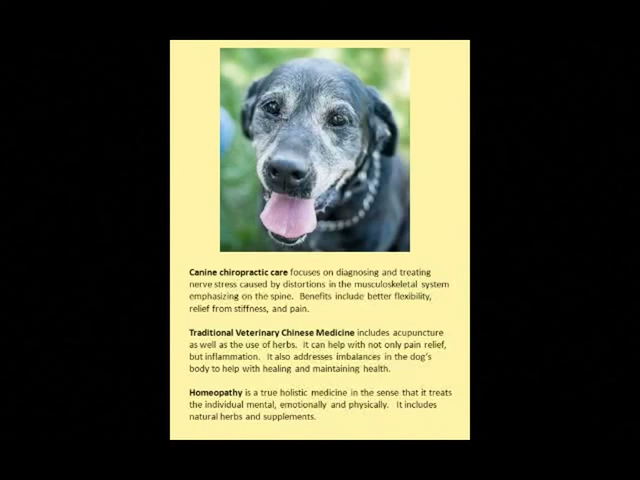 Canine chiropractic care focuses on diagnosing and treating
nerve stress caused by distortions in the musculoskeletal system
emphasizing on the spine. Benefits include better flexibility,
relief from stiffness, and pain.
Traditional Veterinary Chinese Medicine includes acupuncture
as well as the use of herbs. It can help with not only pain relief,
but inflammation. It also addresses imbalances in the dog's
body to help with healing and maintaining health.
Homeopathy is a true holistic medicine in the sense that it treats
the individual mental, emotionally and physically. It includes
natural herbs and supplements.